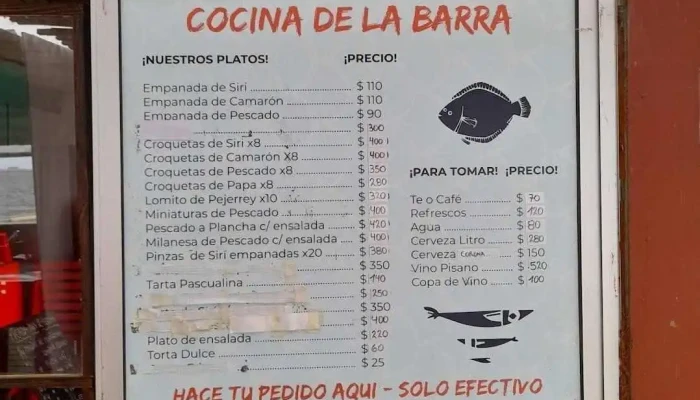 COCINA DE LA BARRA
¡NUESTROS PLATOS! ¡PRECIO!
Empanada de Siri $110
Empanada de Camarón $110
Empanada de Pescado $90
$300
Croquetas de Siri x8 $400
Croquetas de Camarón X8 $400
Croquetas de Pescado x8 $350
Croquetas de Papa x8 $280
Lomito de Pejerrey x10 $320
Miniaturas de Pescado $400
Pescado a Plancha c/ ensalada $420
Milanesa de Pescado c/ ensalada $400
Pinzas de Siri empanadas x20 $380
$350
Tarta Pascualina $140
$250
$350
$400
Plato de ensalada $220
Torta Dulce $60
$25
¡PARA TOMAR! ¡PRECIO!
Te o Café $70
Refrescos $120
Agua $80
Cerveza Litro $280
Cerveza CORONA $150
Vino Pisano $520
Copa de Vino $100
HACE TU PEDIDO AQUI - SOLO EFECTIVO